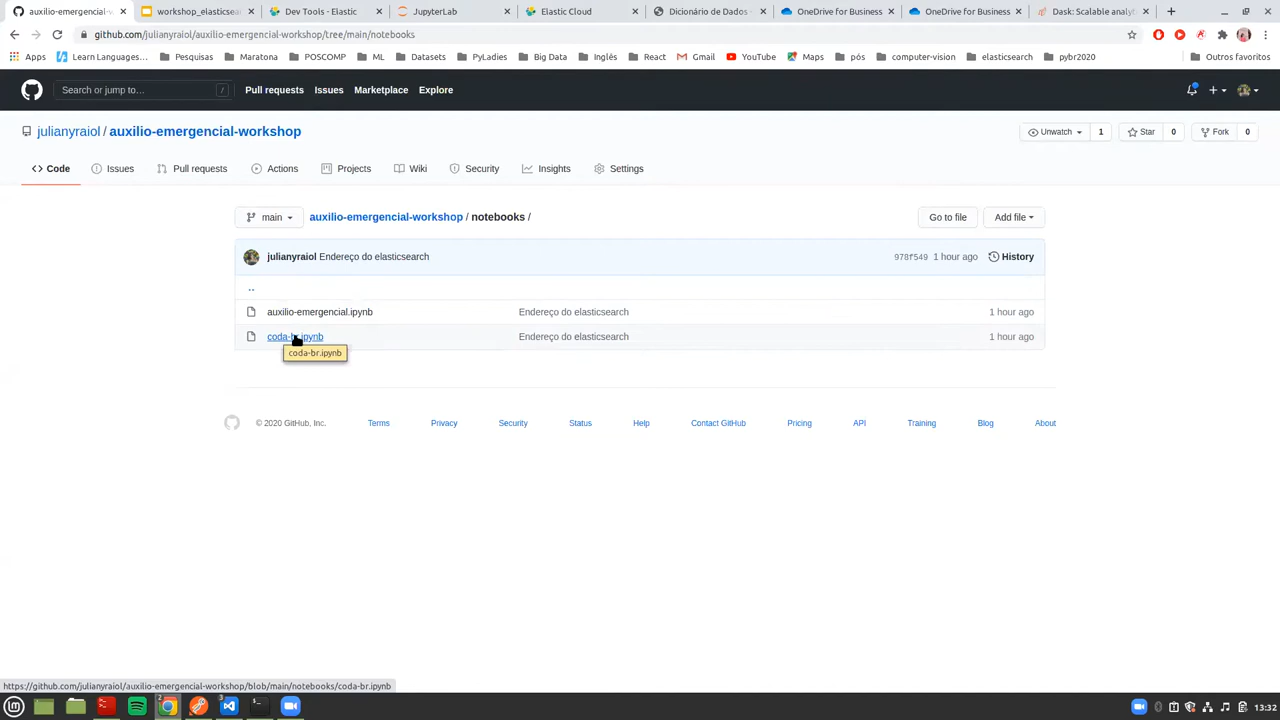 auxilio-emergencial-w
workshop_elasticsea
Dev Tools - Elastic
JupyterLab
Elastic Cloud
Dicionário de Dados -
OneDrive for Business
OneDrive for Business
Dask: Scalable analyt
github.com/julianyraiol/auxilio-emergencial-workshop/tree/main/notebooks
Apps Learn Languages,... Pesquisas Maratona POSCOMP ML Datasets PyLadies Big Data Inglês React Gmail YouTube Maps pós computer-vision elasticsearch pybr2020 Outros favoritos
Search or jump to... / Pull requests Issues Marketplace Explore
julianyraiol / auxilio-emergencial-workshop Unwatch 1 Star 0 Fork 0
Code Issues Pull requests Actions Projects Wiki Security Insights Settings
main auxilio-emergencial-workshop / notebooks / Go to file Add file
julianyraiol Endereço do elasticsearch 978f549 1 hour ago History
..
auxilio-emergencial.ipynb Endereço do elasticsearch 1 hour ago
coda-br.ipynb Endereço do elasticsearch 1 hour ago
coda-br.ipynb
© 2020 GitHub, Inc. Terms Privacy Security Status Help Contact GitHub Pricing API Training Blog About
https://github.com/julianyraiol/auxilio-emergencial-workshop/blob/main/notebooks/coda-br.ipynb
2 3 13:32